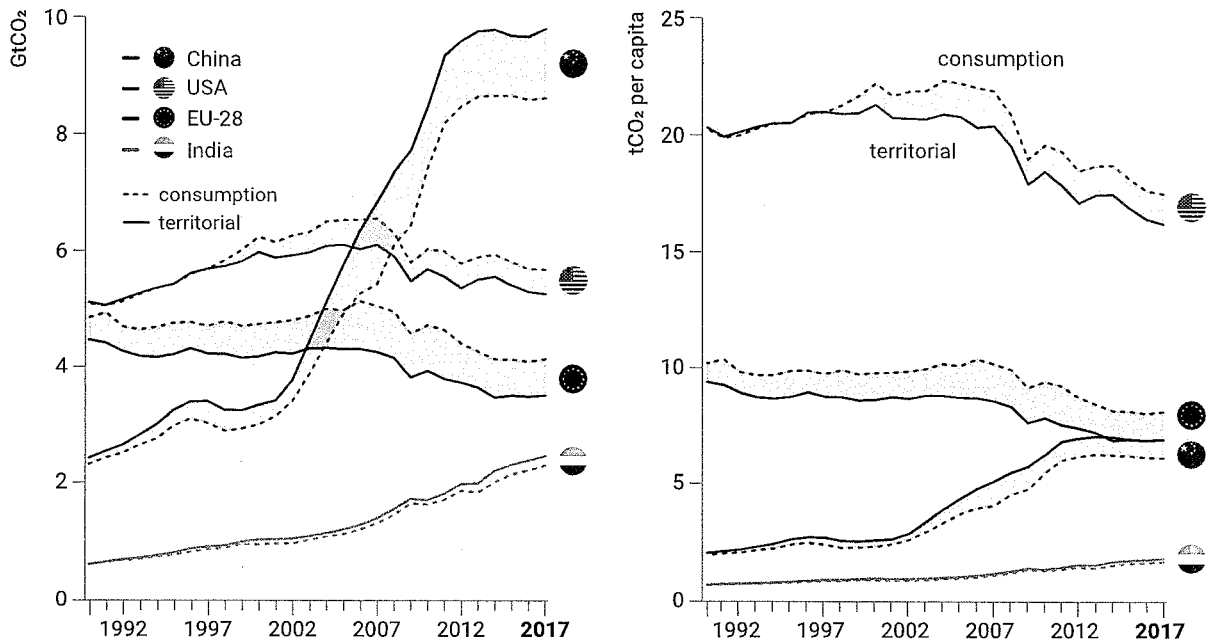 GtCO₂
10
8
6
4
2
0
China
USA
EU-28
India
consumption
territorial
1992 1997 2002 2007 2012 2017
tCO₂ per capita
25
20
15
10
5
0
consumption
territorial
1992 1997 2002 2007 2012 2017